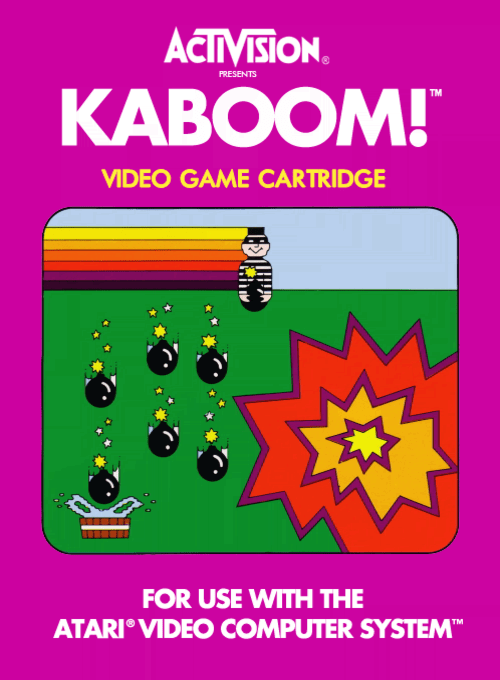 ACTIVISION®
PRESENTS
KABOOM!™
VIDEO GAME CARTRIDGE
FOR USE WITH THE
ATARI® VIDEO COMPUTER SYSTEM™